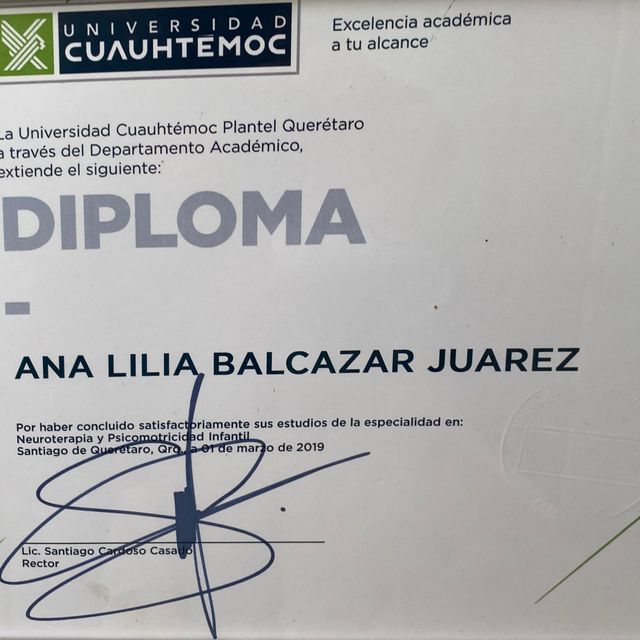 UNIVERSIDAD
CUAUHTÉMOC
Excelencia académica
a tu alcance
La Universidad Cuauhtémoc Plantel Querétaro
a través del Departamento Académico,
extiende el siguiente:
DIPLOMA
-
ANA LILIA BALCAZAR JUAREZ
Por haber concluido satisfactoriamente sus estudios de la especialidad en:
Neuroterapia y Psicomotricidad Infantil
Santiago de Querétaro, Qro., a 01 de marzo de 2019
Lic. Santiago Cardoso Casado
Rector